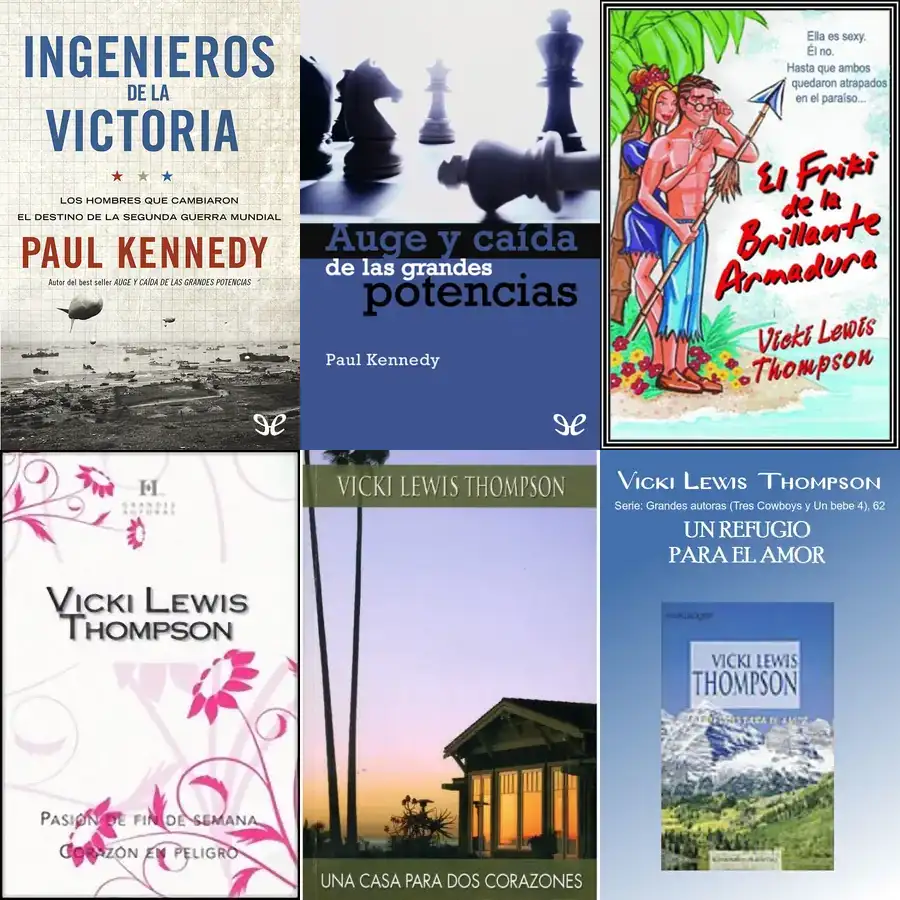 INGENIEROS
DE LA
VICTORIA
LOS HOMBRES QUE CAMBIARON
EL DESTINO DE LA SEGUNDA GUERRA MUNDIAL
PAUL KENNEDY
Autor del best seller AUGE Y CAÍDA DE LAS GRANDES POTENCIAS
Auge y caída
de las grandes
potencias
Paul Kennedy
Ella es sexy.
Él no.
Hasta que ambos
quedaron atrapados
en el paraíso...
El Friki
de la
Brillante
Armadura
Vicki Lewis
Thompson
H
GRANDES
AUTORAS
VICKI LEWIS
THOMPSON
PASIÓN DE FIN DE SEMANA
CORAZÓN EN PELIGRO
VICKI LEWIS THOMPSON
UNA CASA PARA DOS CORAZONES
VICKI LEWIS THOMPSON
Serie: Grandes autoras (Tres Cowboys y Un bebe 4), 62
UN REFUGIO
PARA EL AMOR
VICKI LEWIS
THOMPSON